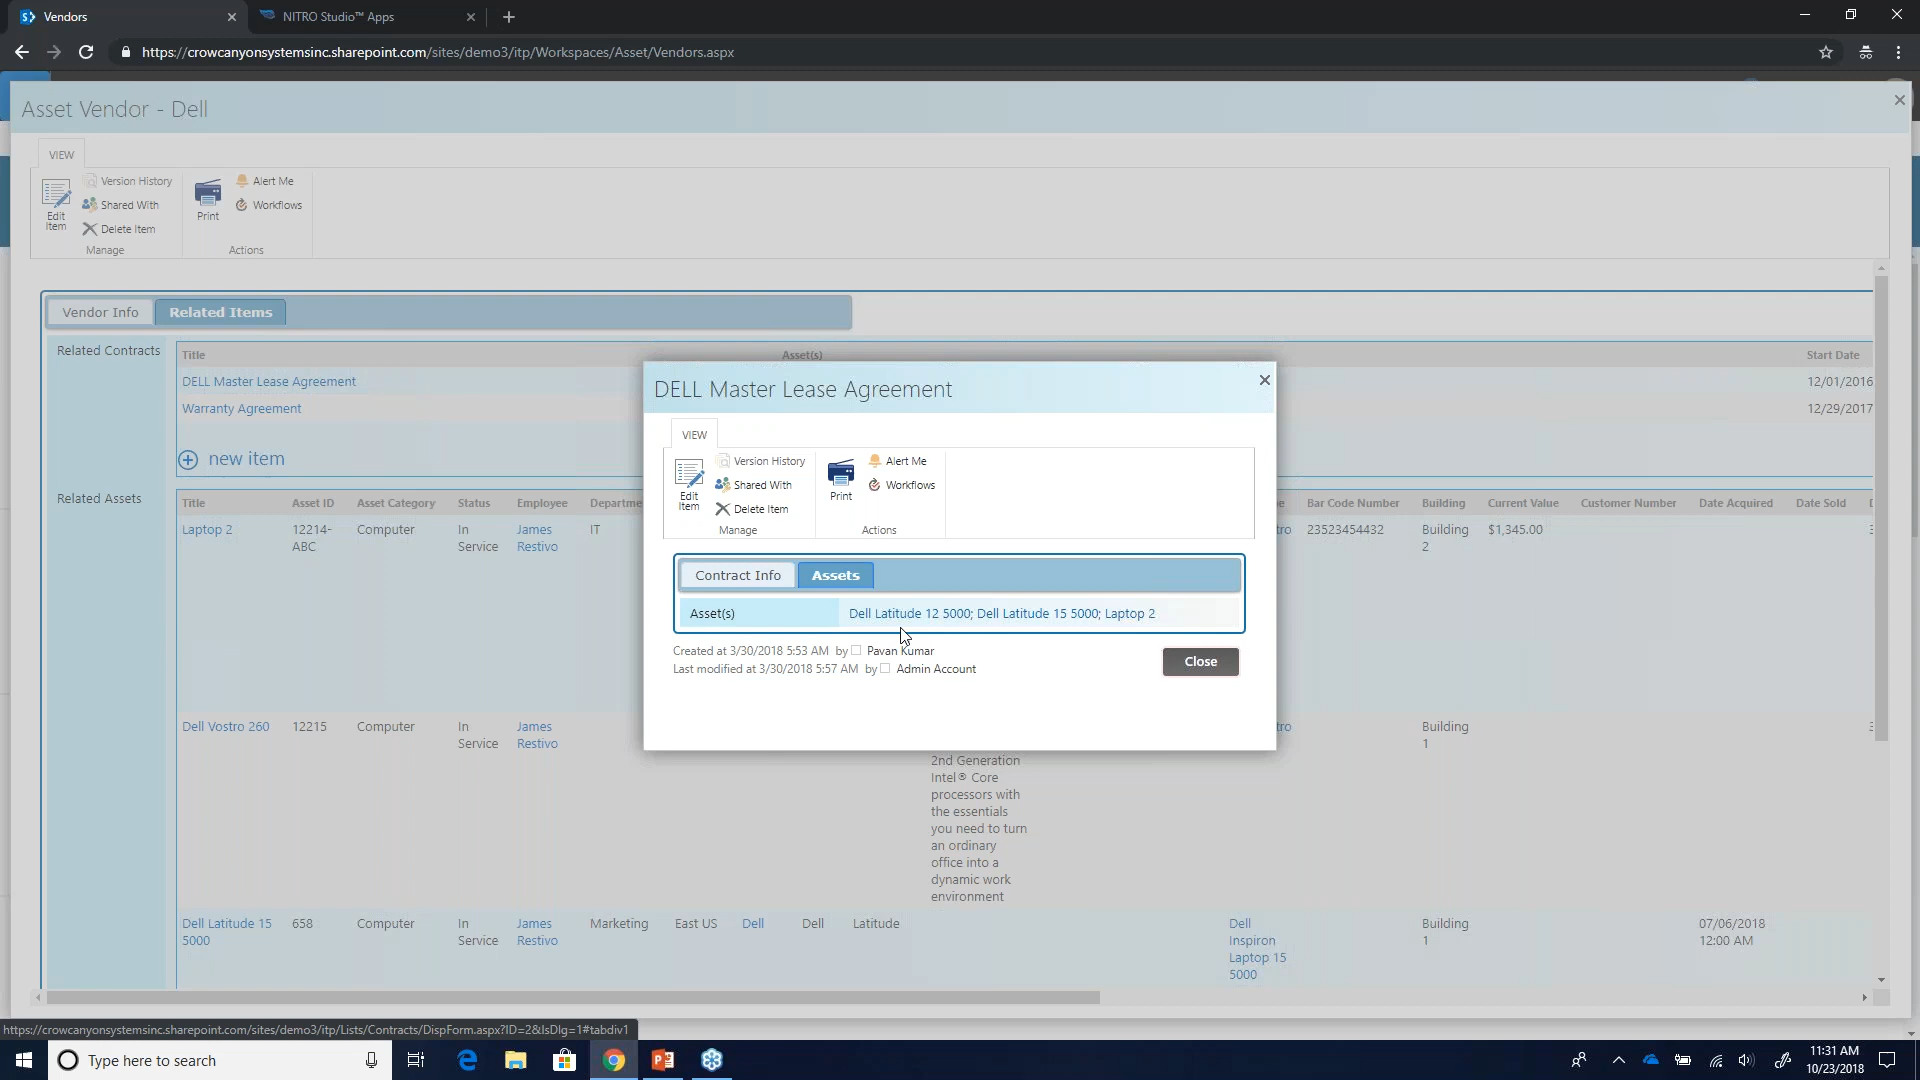 Vendors
NITRO Studio™ Apps
https://crowcanyonsystemsinc.sharepoint.com/sites/demo3/itp/Workspaces/Asset/Vendors.aspx
Asset Vendor - Dell
VIEW
Edit Item
Version History
Shared With
Delete Item
Manage
Print
Alert Me
Workflows
Actions
Vendor Info
Related Items
Related Contracts
Title
Asset(s)
Start Date
DELL Master Lease Agreement
12/01/2016
Warranty Agreement
12/29/2017
new item
DELL Master Lease Agreement
VIEW
Edit Item
Version History
Shared With
Delete Item
Manage
Print
Alert Me
Workflows
Actions
Contract Info
Assets
Asset(s)
Dell Latitude 12 5000; Dell Latitude 15 5000; Laptop 2
Created at 3/30/2018 5:53 AM by Pavan Kumar
Last modified at 3/30/2018 5:57 AM by Admin Account
Close
Related Assets
Title Asset ID Asset Category Status Employee Departme Bar Code Number Building Current Value Customer Number Date Acquired Date Sold
Laptop 2 12214- Computer In James IT tro 23523454432 Building $1,345.00
ABC Service Restivo 2
Dell Vostro 260 12215 Computer In James tro Building
Service Restivo 1
2nd Generation
Intel® Core
processors with
the essentials
you need to turn
an ordinary
office into a
dynamic work
environment
Dell Latitude 15 658 Computer In James Marketing East US Dell Dell Latitude Dell Building 07/06/2018
5000 Service Restivo Inspiron 1 12:00 AM
Laptop 15
5000
https://crowcanyonsystemsinc.sharepoint.com/sites/demo3/itp/Lists/Contracts/DispForm.aspx?ID=2&IsDlg=1#tabdiv1
Type here to search
11:31 AM
10/23/2018